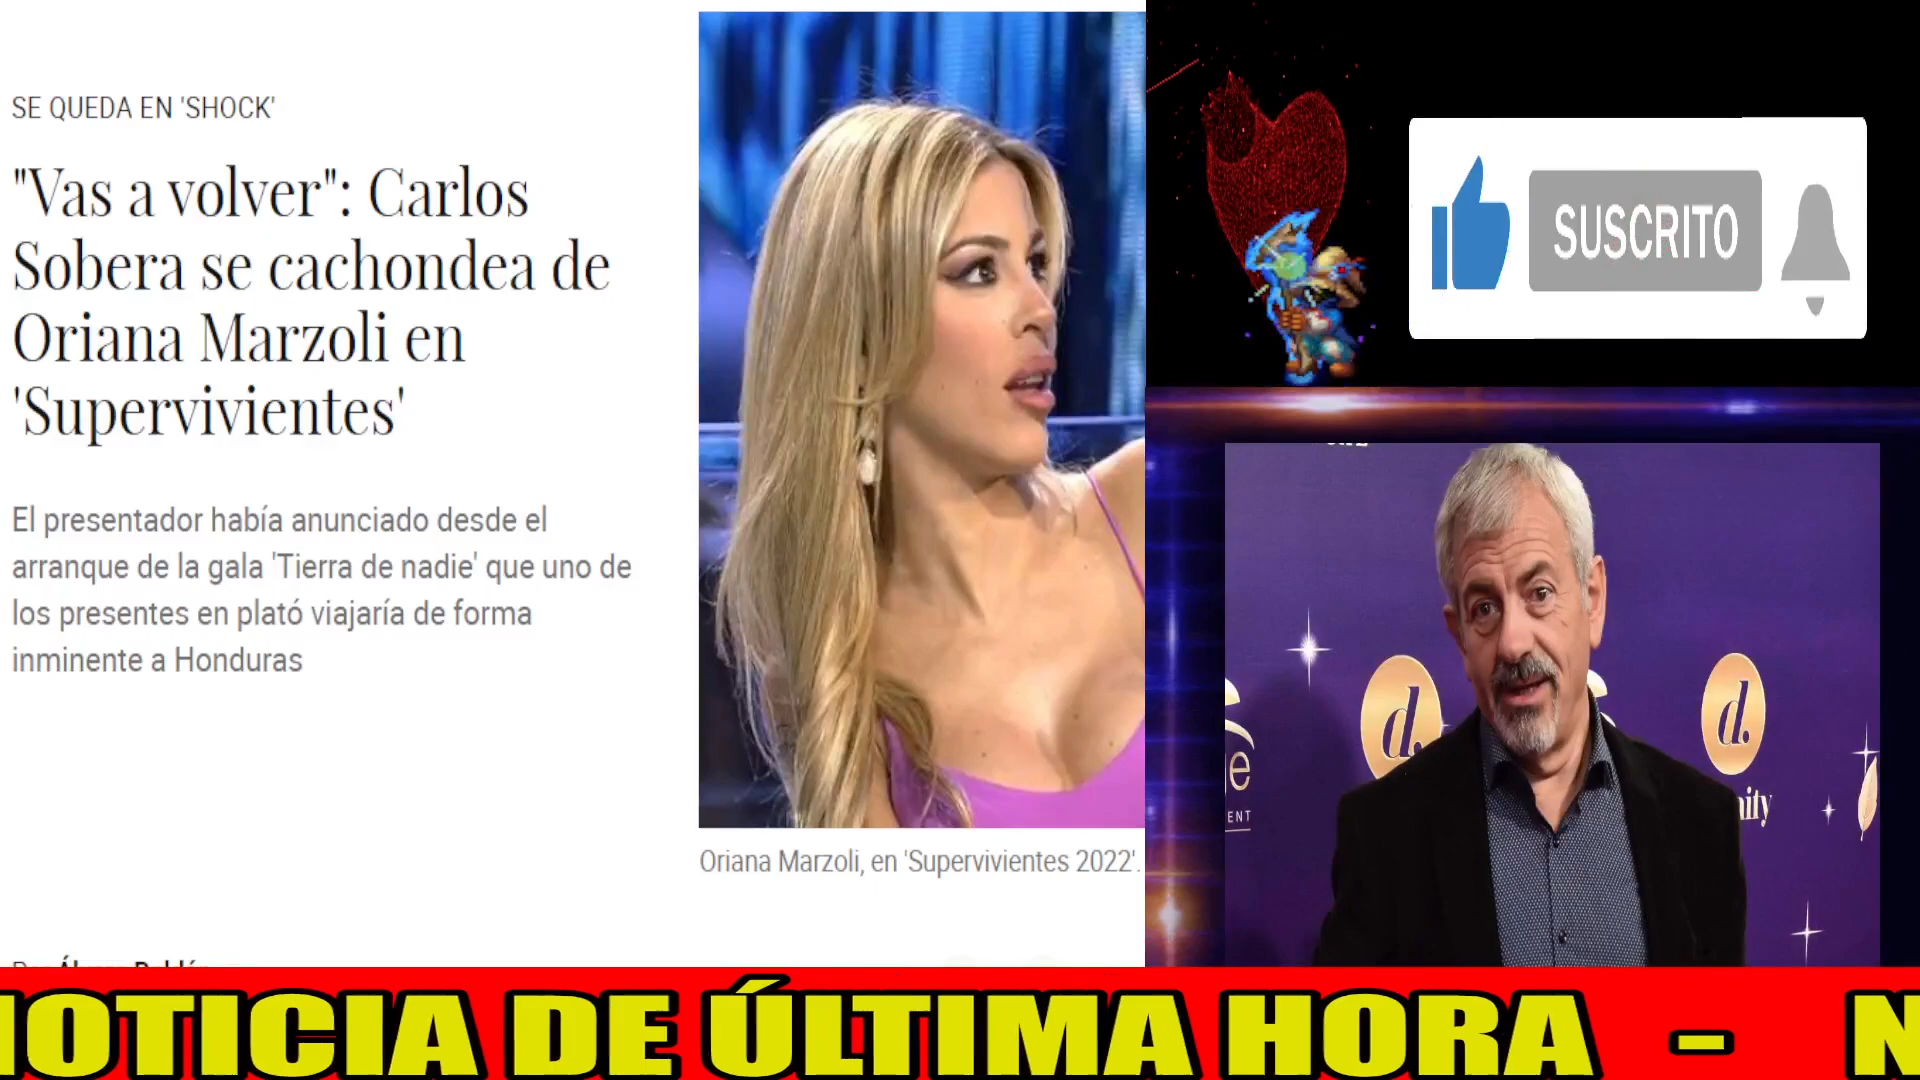 SE QUEDA EN 'SHOCK'
"Vas a volver": Carlos
Sobera se cachondea de
Oriana Marzoli en
'Supervivientes'
El presentador había anunciado desde el
arranque de la gala 'Tierra de nadie' que uno de
los presentes en plató viajaría de forma
inminente a Honduras
Oriana Marzoli, en 'Supervivientes 2022'.
SUSCRITO
d.
d.
NOTICIA DE ÚLTIMA HORA - N